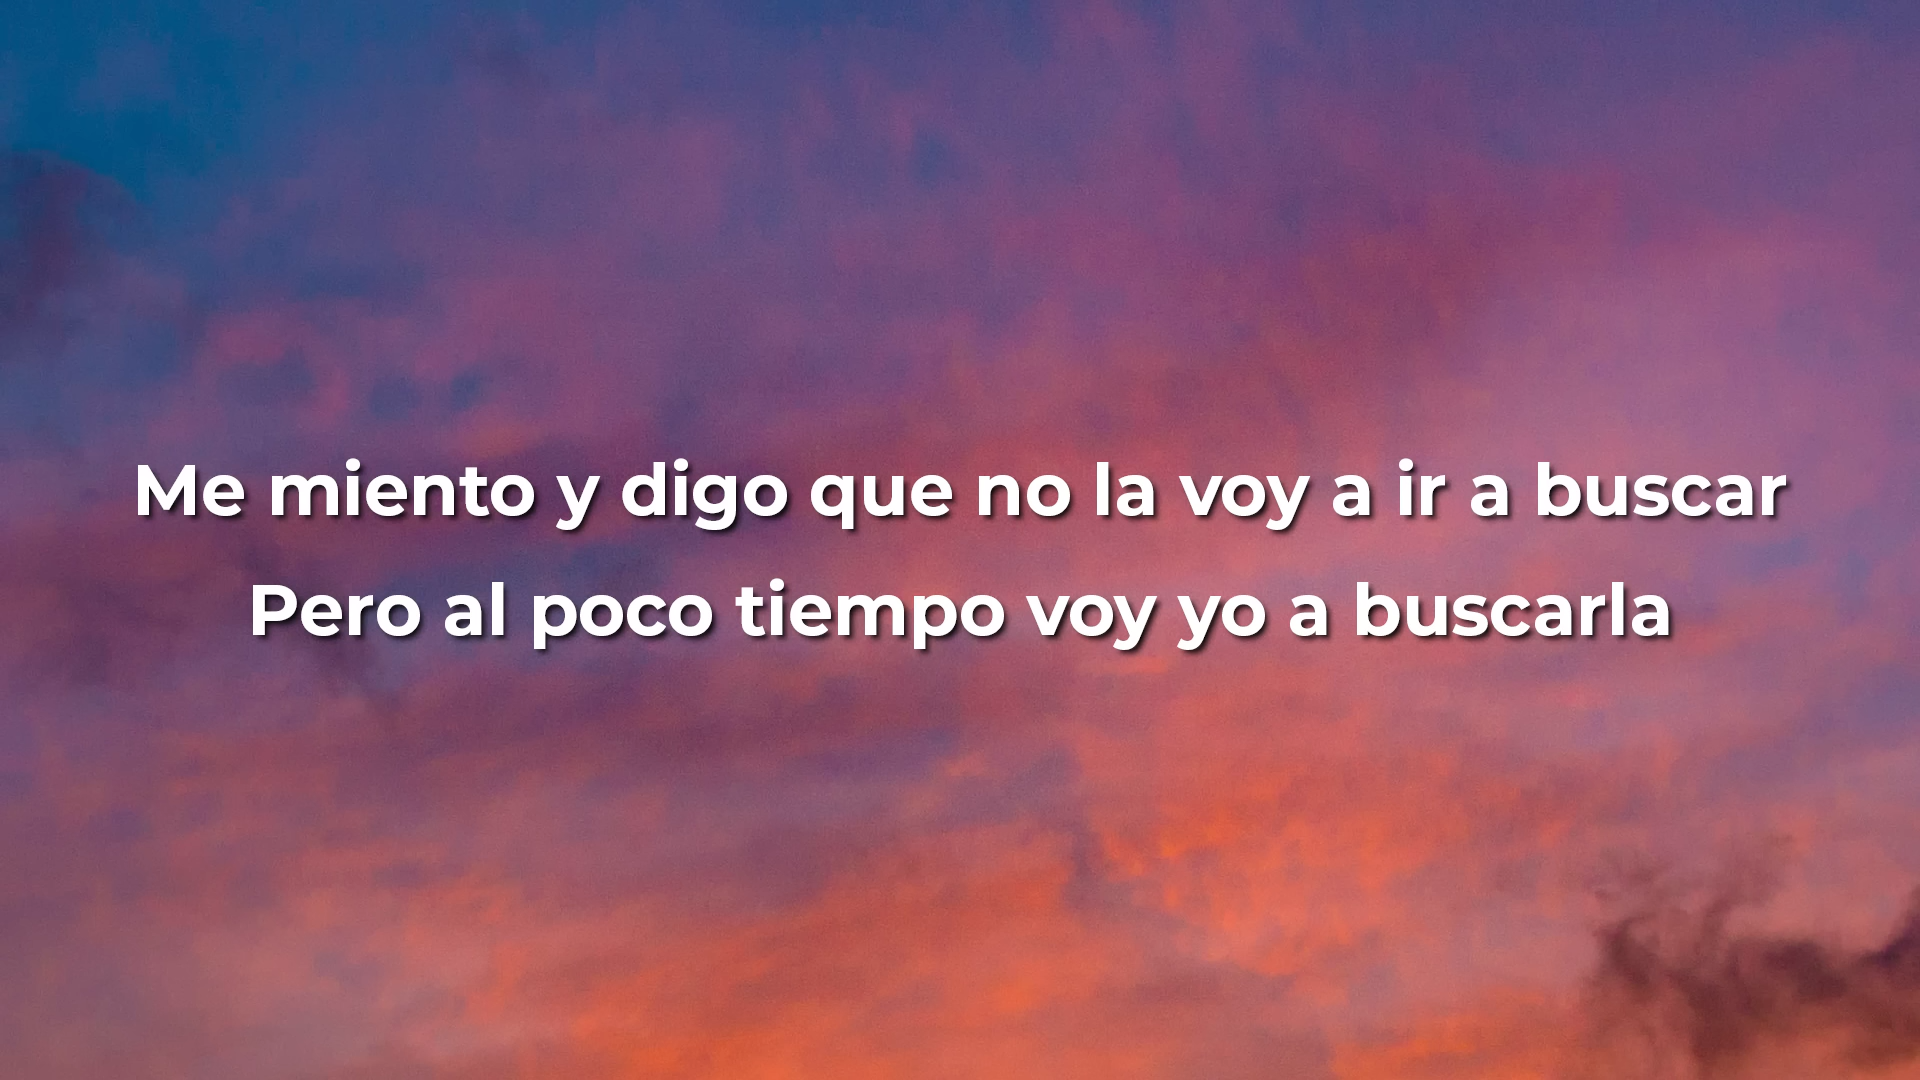 Me miento y digo que no la voy a ir a buscar
Pero al poco tiempo voy yo a buscarla